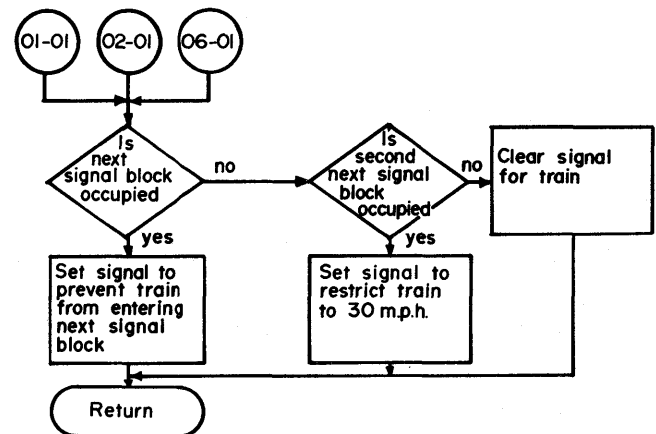 01-01
02-01
06-01
Is
next
signal block
occupied
no
Is
second
next signal
block
occupied
no
Clear signal
for train
yes
yes
Set signal to
prevent train
from entering
next signal
block
Set signal to
restrict train
to 30 m.p.h.
Return